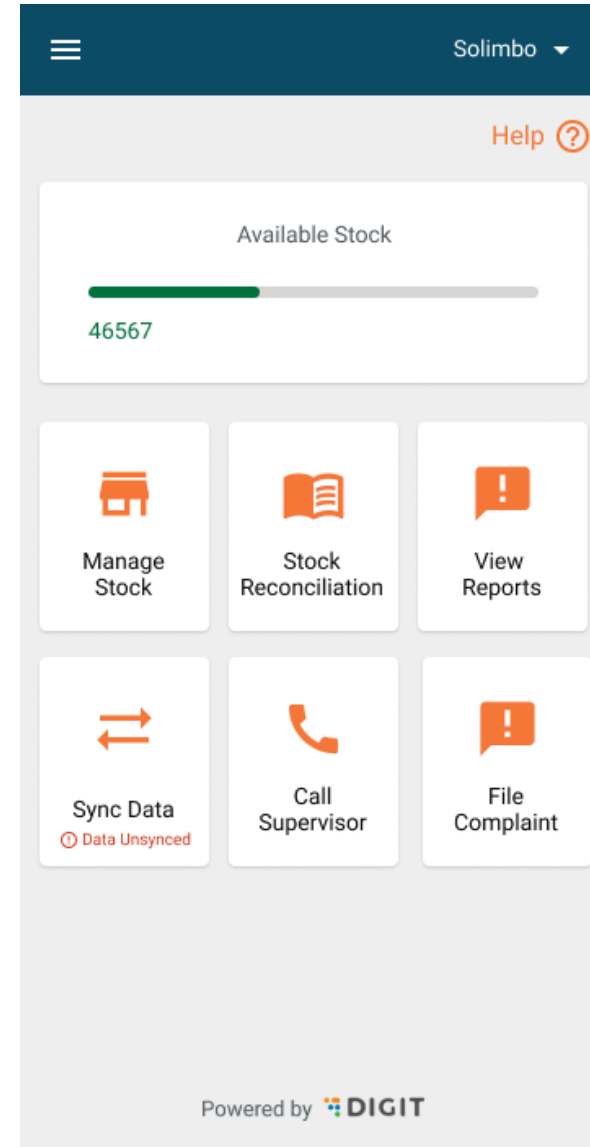 Solimbo
Help
Available Stock
46567
Manage
Stock
Stock
Reconciliation
View
Reports
Sync Data
Data Unsynced
Call
Supervisor
File
Complaint
Powered by DIGIT